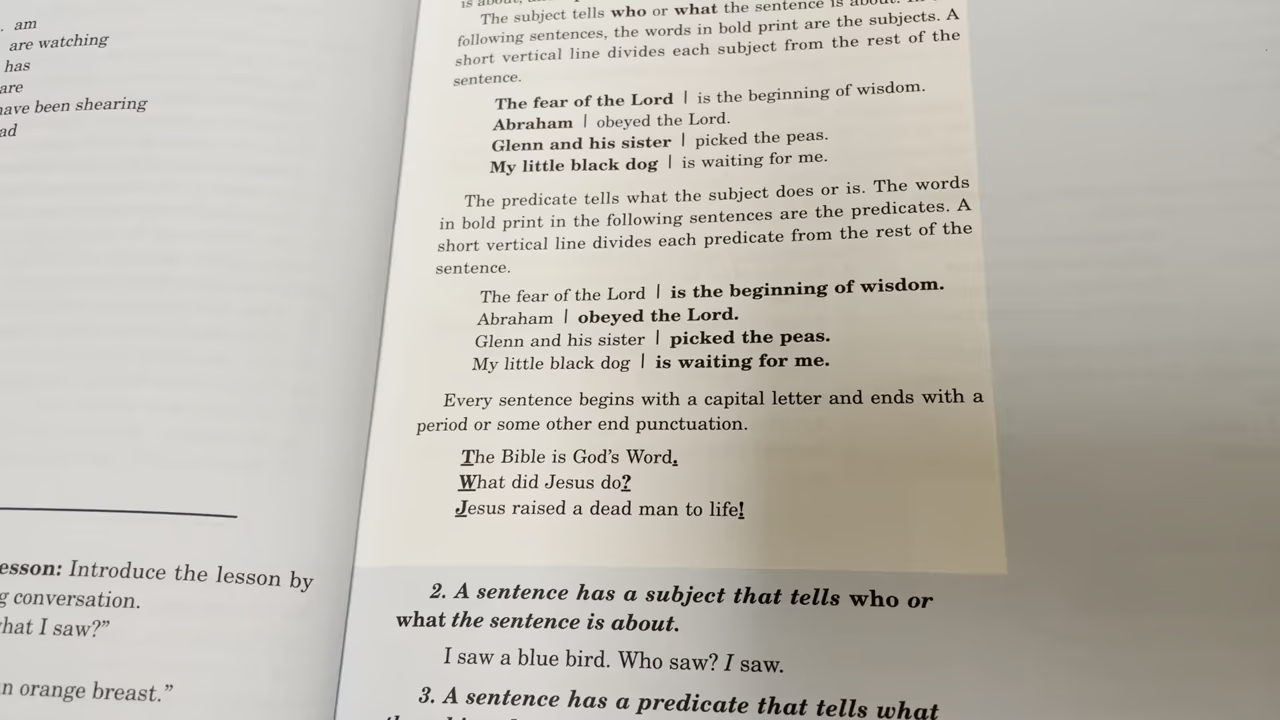 . am
are watching
has
are
have been shearing
ad
esson: Introduce the lesson by
g conversation.
hat I saw?"
n orange breast."
is about,
The subject tells who or what the sentence is about.
following sentences, the words in bold print are the subjects. A
short vertical line divides each subject from the rest of the
sentence.
The fear of the Lord | is the beginning of wisdom.
Abraham | obeyed the Lord.
Glenn and his sister | picked the peas.
My little black dog | is waiting for me.
The predicate tells what the subject does or is. The words
in bold print in the following sentences are the predicates. A
short vertical line divides each predicate from the rest of the
sentence.
The fear of the Lord | is the beginning of wisdom.
Abraham | obeyed the Lord.
Glenn and his sister | picked the peas.
My little black dog | is waiting for me.
Every sentence begins with a capital letter and ends with a
period or some other end punctuation.
The Bible is God's Word.
What did Jesus do?
Jesus raised a dead man to life!
2. A sentence has a subject that tells who or
what the sentence is about.
I saw a blue bird. Who saw? I saw.
3. A sentence has a predicate that tells what